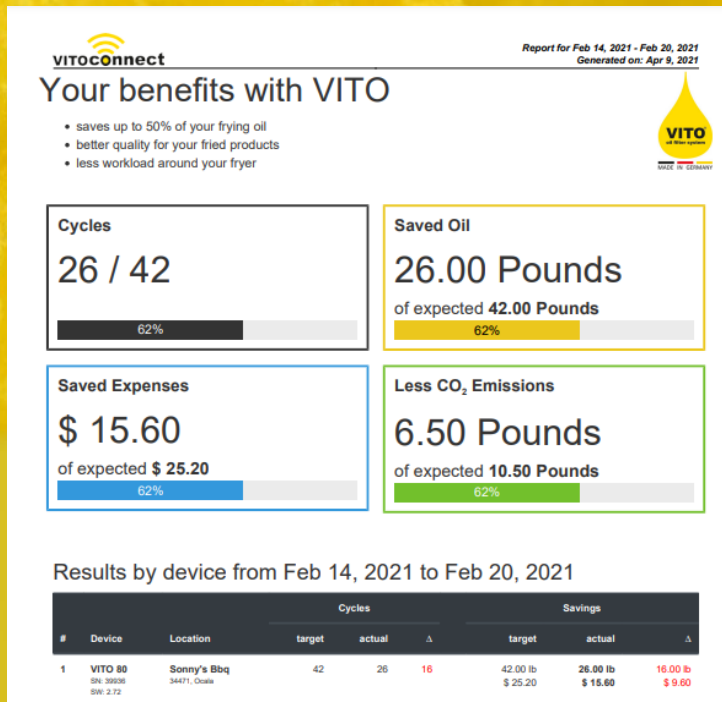 VITOconnect
Report for Feb 14, 2021 - Feb 20, 2021
Generated on: Apr 9, 2021
Your benefits with VITO
• saves up to 50% of your frying oil
• better quality for your fried products
• less workload around your fryer
VITO
oil filter system
MADE IN GERMANY
Cycles
26 / 42
62%
Saved Oil
26.00 Pounds
of expected 42.00 Pounds
62%
Saved Expenses
$ 15.60
of expected $ 25.20
62%
Less CO₂ Emissions
6.50 Pounds
of expected 10.50 Pounds
62%
Results by device from Feb 14, 2021 to Feb 20, 2021
Cycles Savings
# Device Location target actual Δ target actual Δ
1 VITO 80 Sonny's Bbq 42 26 16 42.00 lb 26.00 lb 16.00 lb
SN: 39936 34471, Ocala $ 25.20 $ 15.60 $ 9.60
SW: 2.72